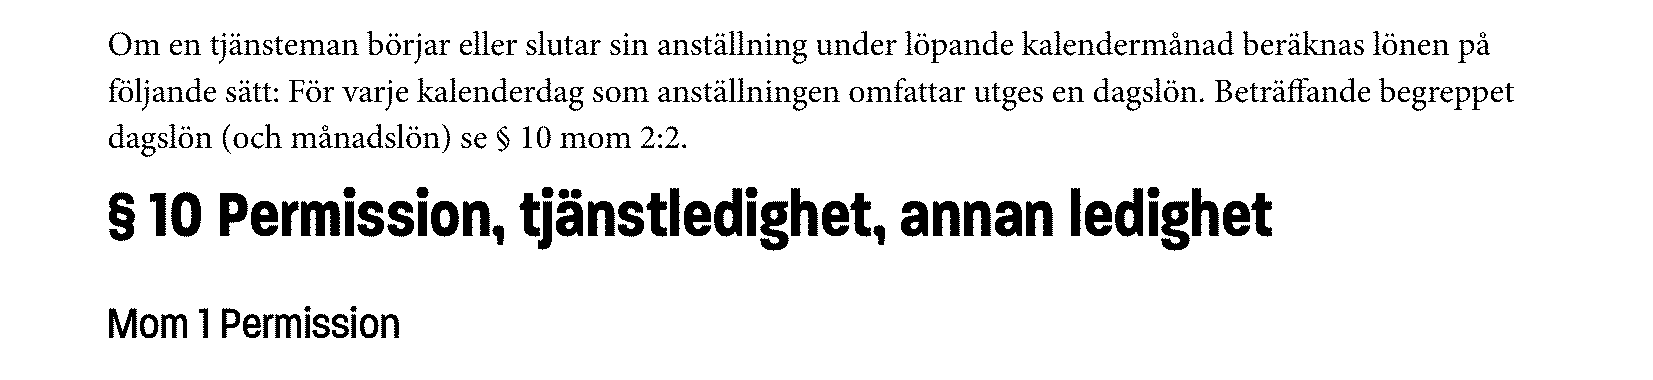 Om en tjänsteman börjar eller slutar sin anställning under löpande kalendermånad beräknas lönen på
följande sätt: För varje kalenderdag som anställningen omfattar utges en dagslön. Beträffande begreppet
dagslön (och månadslön) se § 10 mom 2:2.
§ 10 Permission, tjänstledighet, annan ledighet
Mom 1 Permission